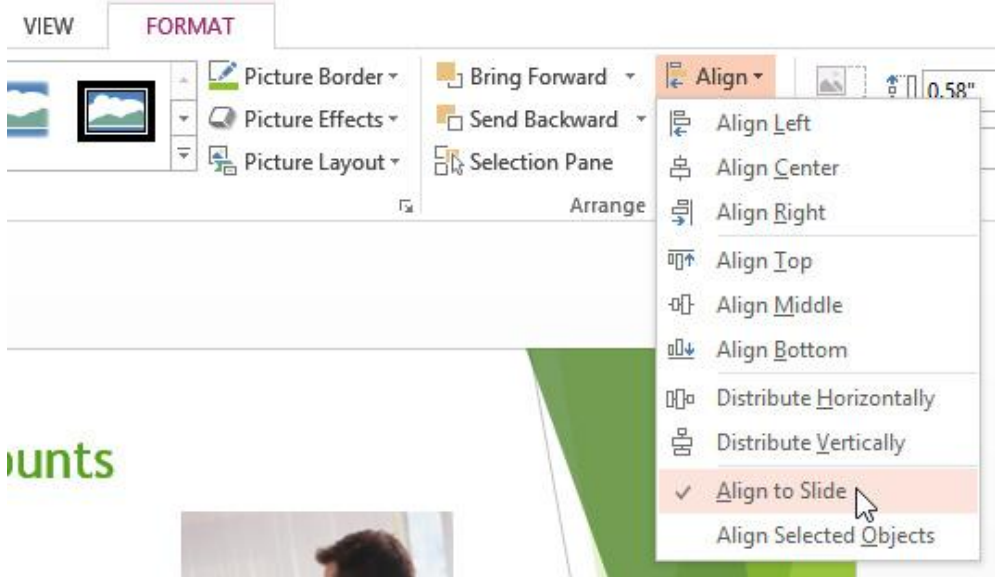 VIEW FORMAT
Picture Border Bring Forward Align 0.58"
Picture Effects Send Backward
Picture Layout Selection Pane
Arrange
Align Left
Align Center
Align Right
Align Top
Align Middle
Align Bottom
Distribute Horizontally
Distribute Vertically
Align to Slide
Align Selected Objects
ounts